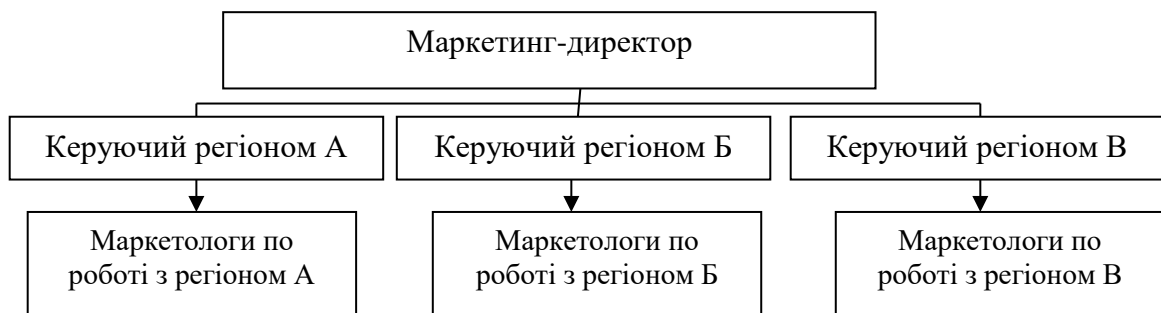 Маркетинг-директор
Керуючий регіоном А
Керуючий регіоном Б
Керуючий регіоном В
Маркетологи по
роботі з регіоном А
Маркетологи по
роботі з регіоном Б
Маркетологи по
роботі з регіоном В